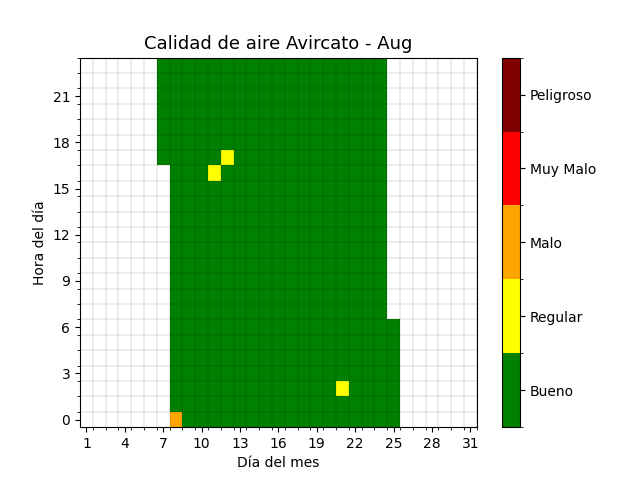 Calidad de aire Avircato - Aug
Hora del día
21
18
15
12
9
6
3
0
1 4 7 10 13 16 19 22 25 28 31
Día del mes
Peligroso
Muy Malo
Malo
Regular
Bueno